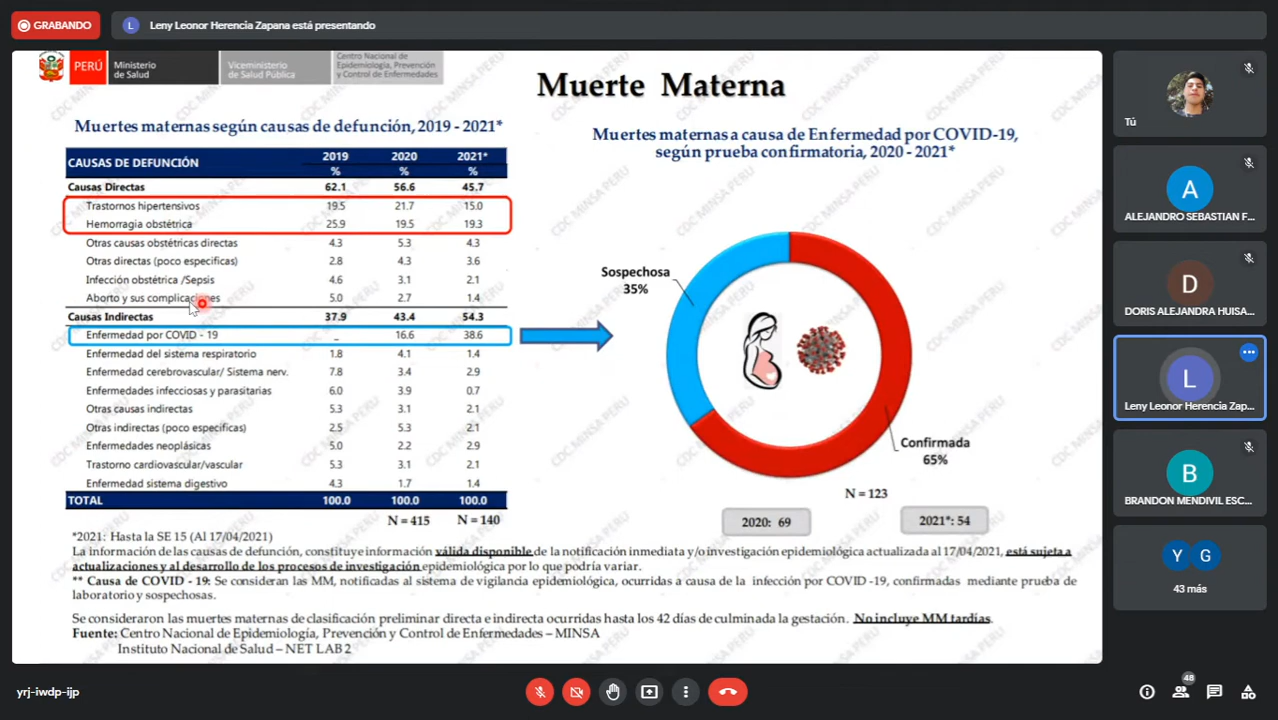 GRABANDO
L Leny Leonor Herencia Zapana está presentando
PERÚ
Ministerio
de Salud
Viceministerio
de Salud Pública
Centro Nacional de
Epidemiología, Prevención
y Control de Enfermedades
Muerte Materna
Muertes maternas según causas de defunción, 2019 - 2021*
CAUSAS DE DEFUNCIÓN 2019 2020 2021*
% % %
Causas Directas 62.1 56.6 45.7
Trastornos hipertensivos 19.5 21.7 15.0
Hemorragia obstétrica 25.9 19.5 19.3
Otras causas obstétricas directas 4.3 5.3 4.3
Otras directas (poco especificas) 2.8 4.3 3.6
Infección obstétrica /Sepsis 4.6 3.1 2.1
Aborto y sus complicaciones 5.0 2.7 1.4
Causas Indirectas 37.9 43.4 54.3
Enfermedad por COVID - 19 _ 16.6 38.6
Enfermedad del sistema respiratorio 1.8 4.1 1.4
Enfermedad cerebrovascular/ Sistema nerv. 7.8 3.4 2.9
Enfermedades infecciosas y parasitarias 6.0 3.9 0.7
Otras causas indirectas 5.3 3.1 2.1
Otras indirectas (poco especificas) 2.5 5.3 2.1
Enfermedades neoplásicas 5.0 2.2 2.9
Trastorno cardiovascular/vascular 5.3 3.1 2.1
Enfermedad sistema digestivo 4.3 1.7 1.4
TOTAL 100.0 100.0 100.0
N = 415 N = 140
Muertes maternas a causa de Enfermedad por COVID-19,
según prueba confirmatoria, 2020 - 2021*
Sospechosa
35%
Confirmada
65%
N = 123
2020: 69
2021*: 54
*2021: Hasta la SE 15 (Al 17/04/2021)
La información de las causas de defunción, constituye información válida disponible de la notificación inmediata y/o investigación epidemiológica actualizada al 17/04/2021, está sujeta a
actualizaciones y al desarrollo de los procesos de investigación epidemiológica por lo que podría variar.
** Causa de COVID - 19: Se consideran las MM, notificadas al sistema de vigilancia epidemiológica, ocurridas a causa de la infección por COVID -19, confirmadas mediante prueba de
laboratorio y sospechosas.
Se consideraron las muertes maternas de clasificación preliminar directa e indirecta ocurridas hasta los 42 días de culminada la gestación. No incluye MM tardías.
Fuente: Centro Nacional de Epidemiología, Prevención y Control de Enfermedades – MINSA
Instituto Nacional de Salud – NET LAB 2
CDC MINSA PERU
Tú
A
ALEJANDRO SEBASTIAN F...
D
DORIS ALEJANDRA HUISA...
L
Leny Leonor Herencia Zap...
B
BRANDON MENDIVIL ESC...
Y G
43 más
yrj-iwdp-ijp
48